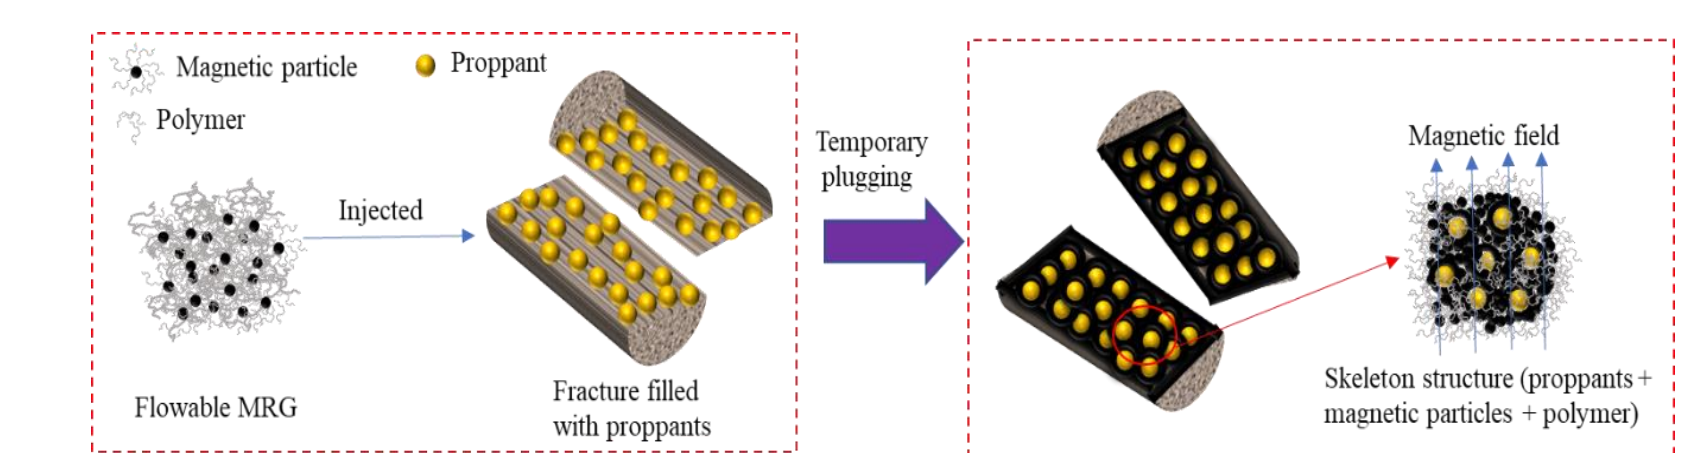 Magnetic particle
Proppant
Polymer
Injected
Flowable MRG
Fracture filled
with proppants
Temporary
plugging
Magnetic field
Skeleton structure (proppants +
magnetic particles + polymer)